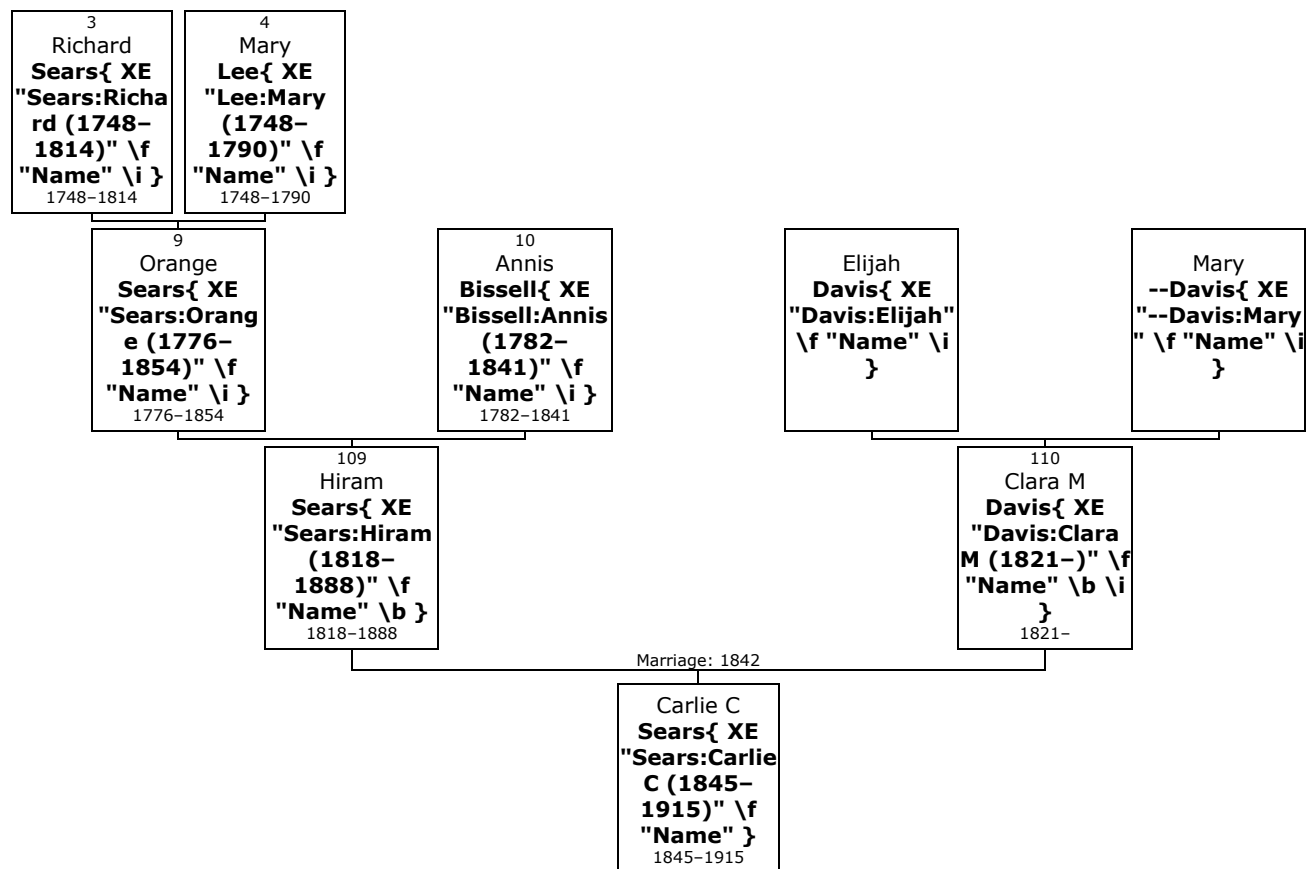 3
Richard
Sears{ XE
"Sears:Richa
rd (1748–
1814)" \f
"Name" \i }
1748–1814
4
Mary
Lee{ XE
"Lee:Mary
(1748–
1790)" \f
"Name" \i }
1748–1790
9
Orange
Sears{ XE
"Sears:Orang
e (1776–
1854)" \f
"Name" \i }
1776–1854
10
Annis
Bissell{ XE
"Bissell:Annis
(1782–
1841)" \f
"Name" \i }
1782–1841
Elijah
Davis{ XE
"Davis:Elijah"
\f "Name" \i
}
Mary
--Davis{ XE
"--Davis:Mary
" \f "Name" \i
}
109
Hiram
Sears{ XE
"Sears:Hiram
(1818–
1888)" \f
"Name" \b }
1818–1888
110
Clara M
Davis{ XE
"Davis:Clara
M (1821–)" \f
"Name" \b \i
}
1821–
Marriage: 1842
Carlie C
Sears{ XE
"Sears:Carlie
C (1845–
1915)" \f
"Name" }
1845–1915